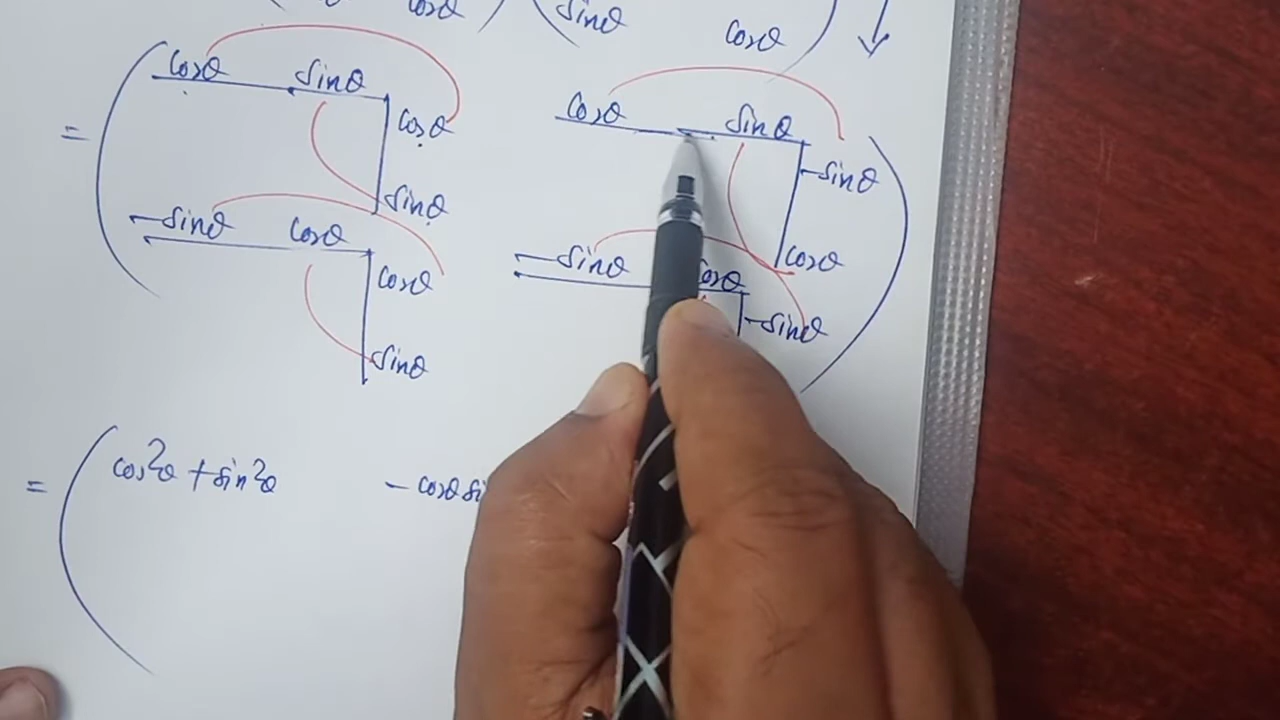 cosθ sinθ cosθ
cosθ sinθ cosθ cosθ sinθ -sinθ
sinθ cosθ
-sinθ cosθ cosθ -sinθ cosθ -sinθ
sinθ
= ( cos²θ + sin²θ - cosθ si